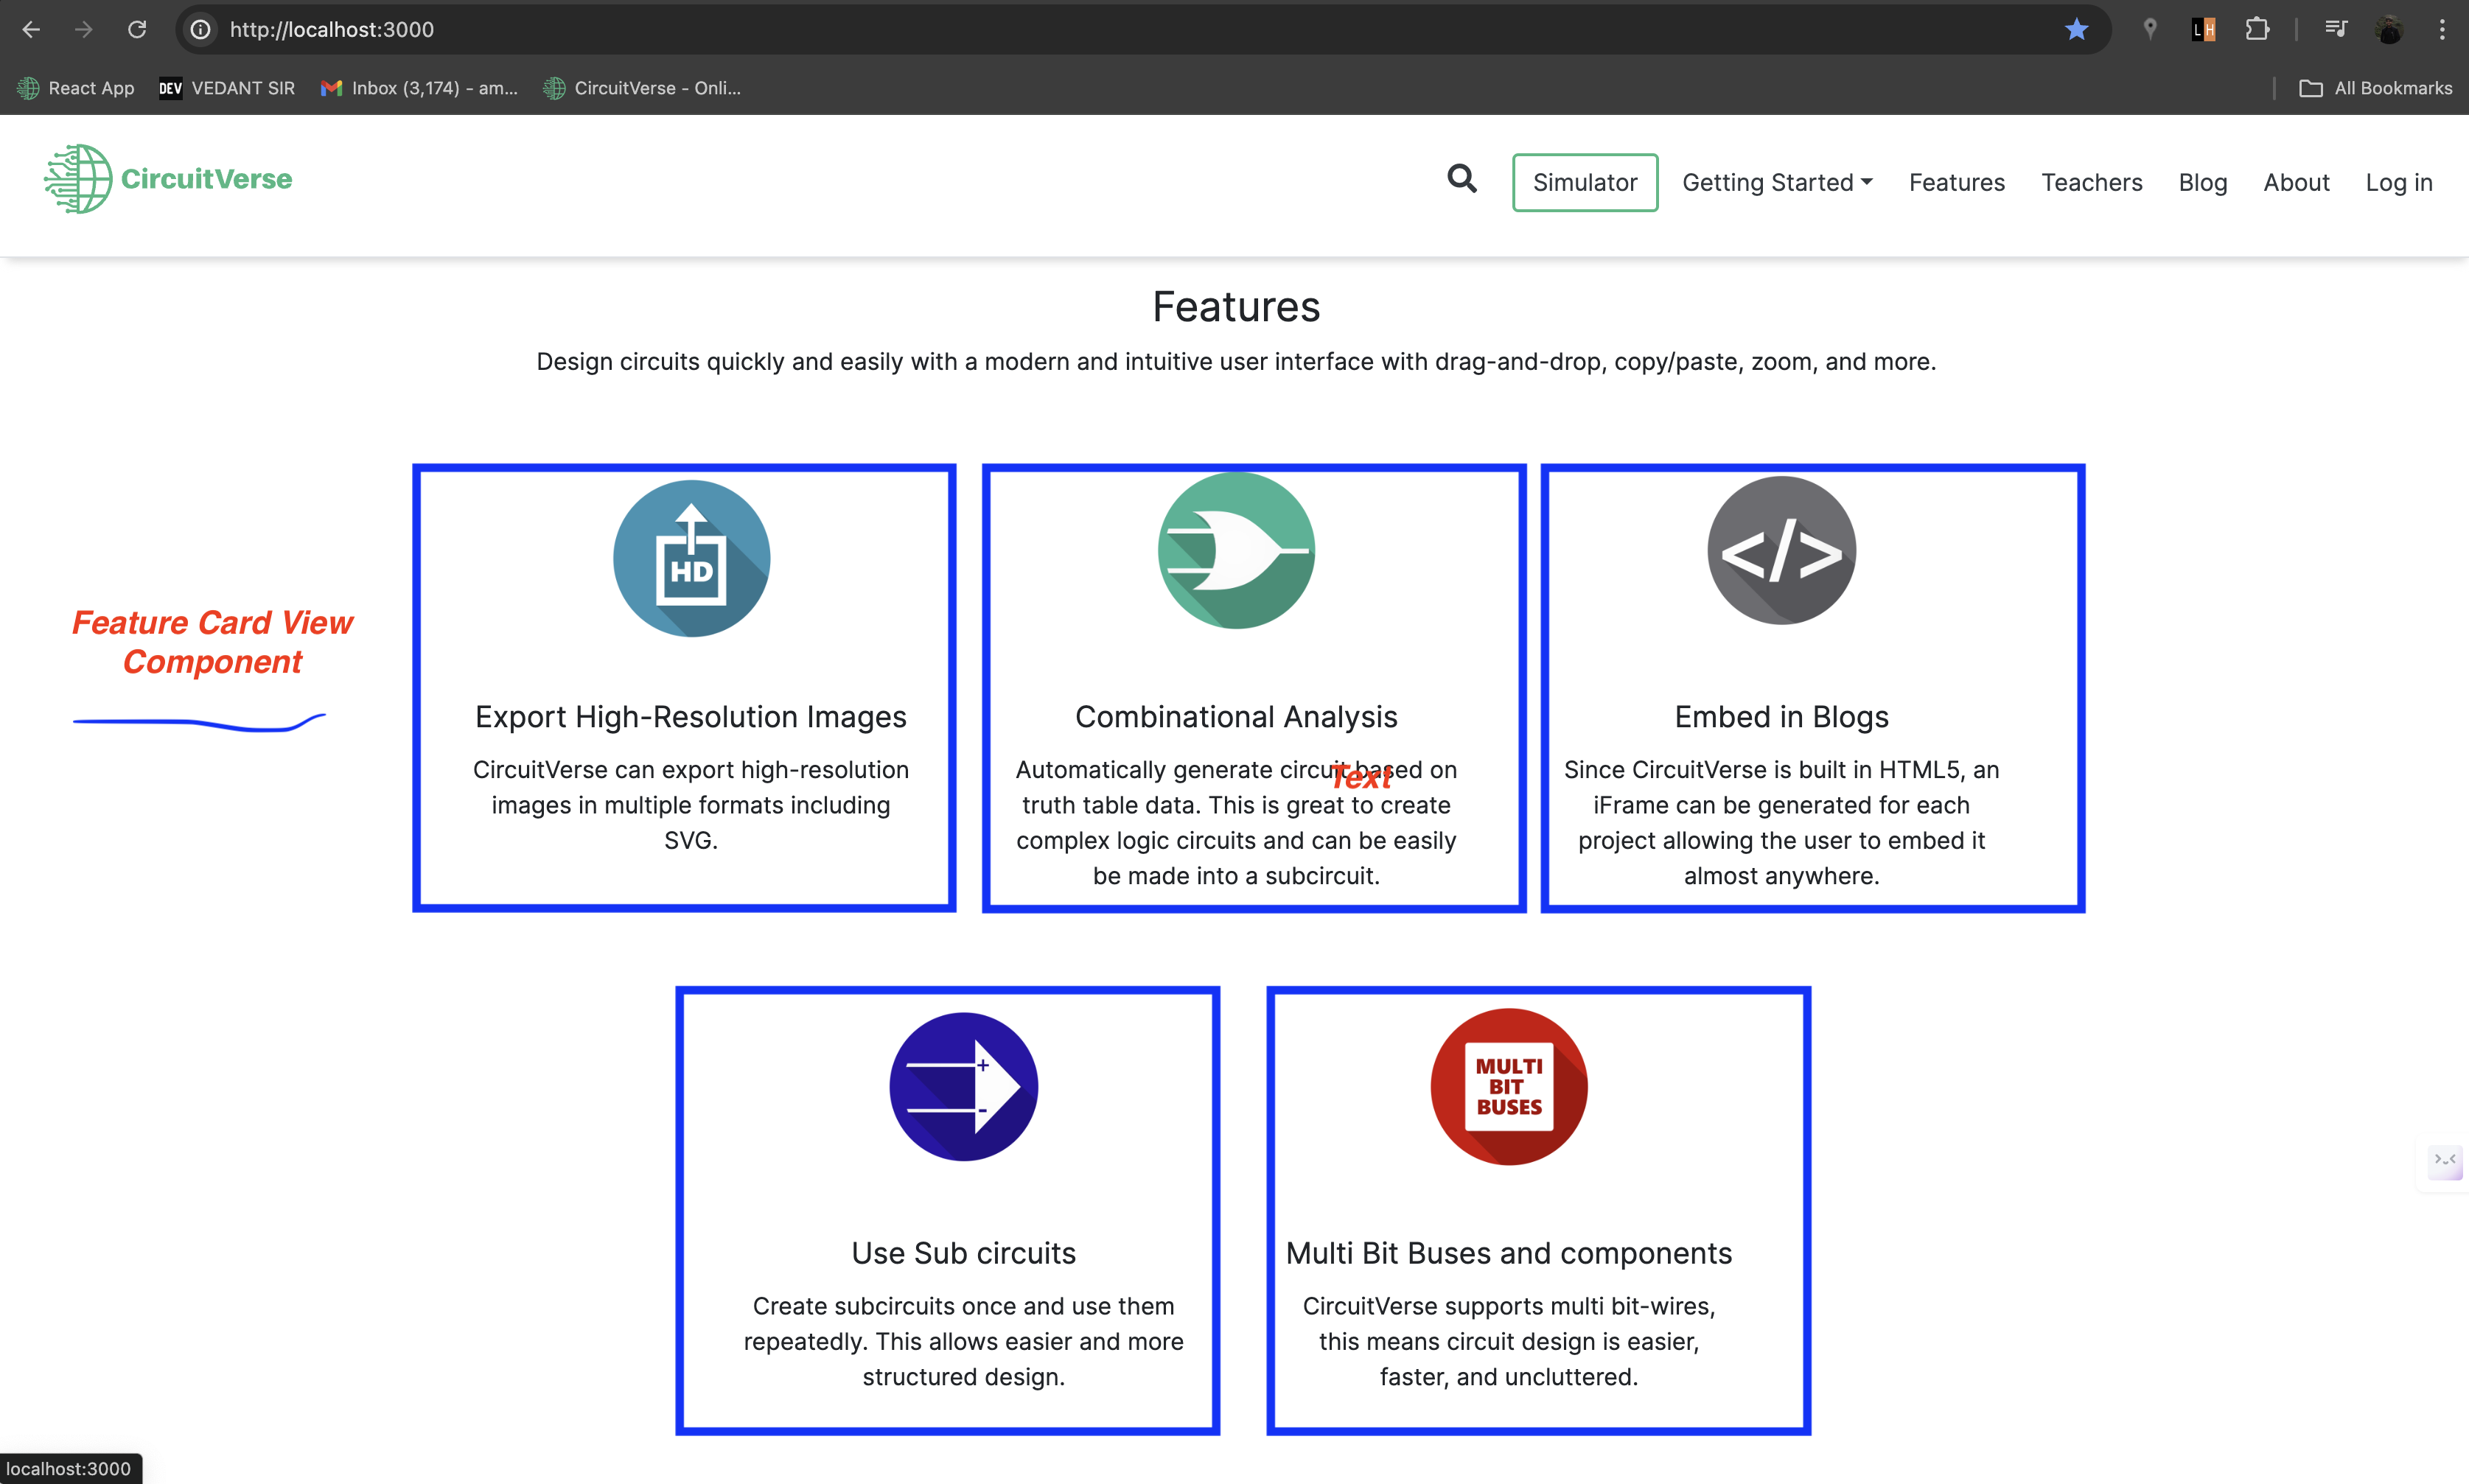 http://localhost:3000
L H
React App DEV VEDANT SIR Inbox (3,174) - am... CircuitVerse - Onli... All Bookmarks
CircuitVerse Simulator Getting Started Features Teachers Blog About Log in
Features
Design circuits quickly and easily with a modern and intuitive user interface with drag-and-drop, copy/paste, zoom, and more.
Feature Card View
Component
HD
Export High-Resolution Images
CircuitVerse can export high-resolution
images in multiple formats including
SVG.
Combinational Analysis
Automatically generate circuit based on
Text
truth table data. This is great to create
complex logic circuits and can be easily
be made into a subcircuit.
</>
Embed in Blogs
Since CircuitVerse is built in HTML5, an
iFrame can be generated for each
project allowing the user to embed it
almost anywhere.
+
-
Use Sub circuits
Create subcircuits once and use them
repeatedly. This allows easier and more
structured design.
MULTI
BIT
BUSES
Multi Bit Buses and components
CircuitVerse supports multi bit-wires,
this means circuit design is easier,
faster, and uncluttered.
localhost:3000